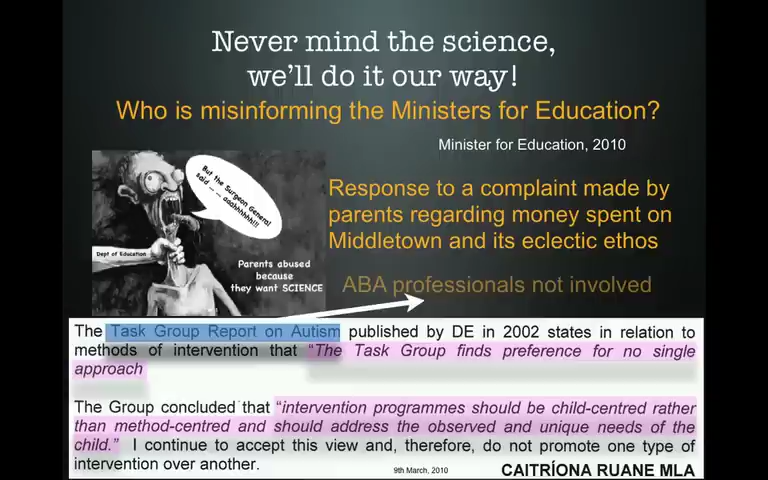 Never mind the science,
we'll do it our way!
Who is misinforming the Ministers for Education?
Minister for Education, 2010
But the Surgeon General
said ... ... aaahhhhhh!!!
Dept of Education
Parents abused
because
they want SCIENCE
Response to a complaint made by
parents regarding money spent on
Middletown and its eclectic ethos
ABA professionals not involved
The Task Group Report on Autism published by DE in 2002 states in relation to
methods of intervention that "The Task Group finds preference for no single
approach
The Group concluded that "intervention programmes should be child-centred rather
than method-centred and should address the observed and unique needs of the
child." I continue to accept this view and, therefore, do not promote one type of
intervention over another.
9th March, 2010
CAITRÍONA RUANE MLA